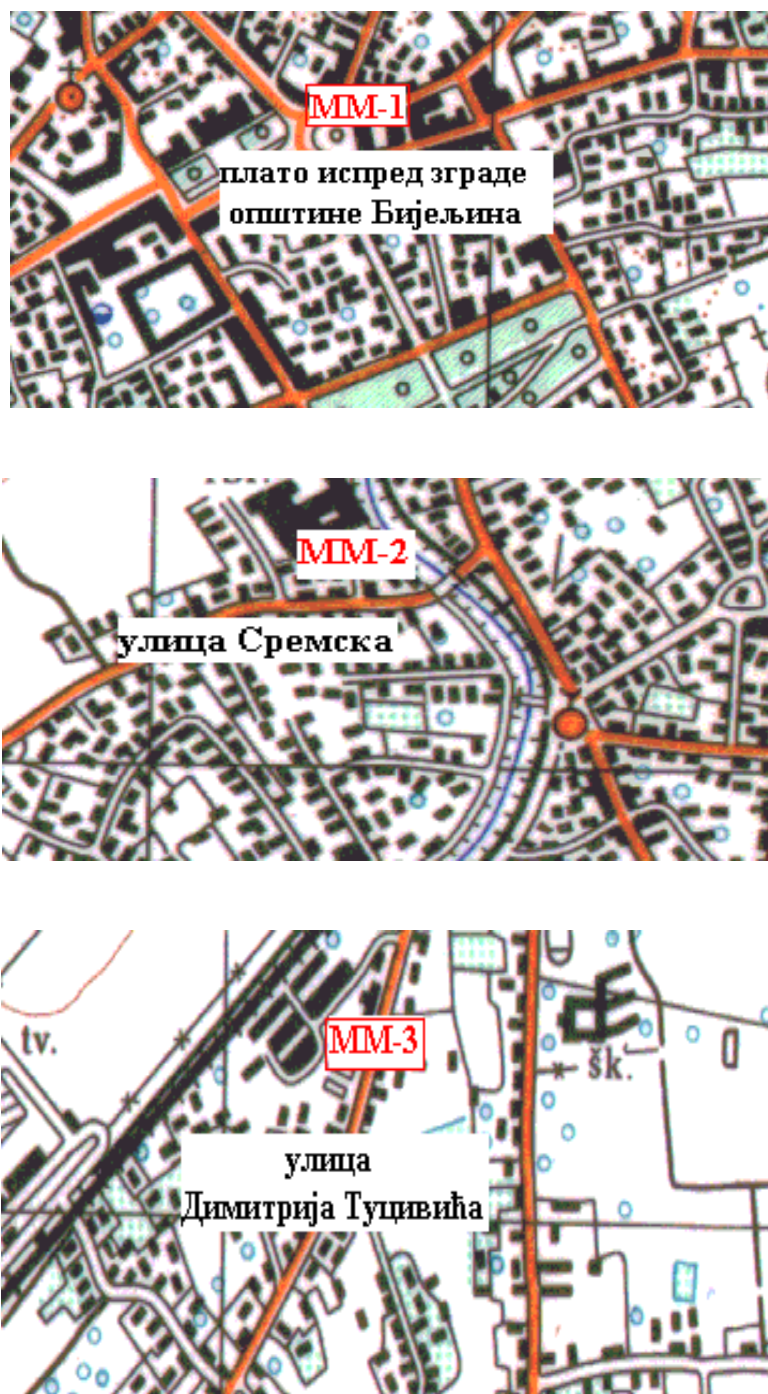 ММ-1
плато испред зграде
општине Бијељина
ММ-2
улица Сремска
tv.
ММ-3
šk.
улица
Димитрија Туцивића